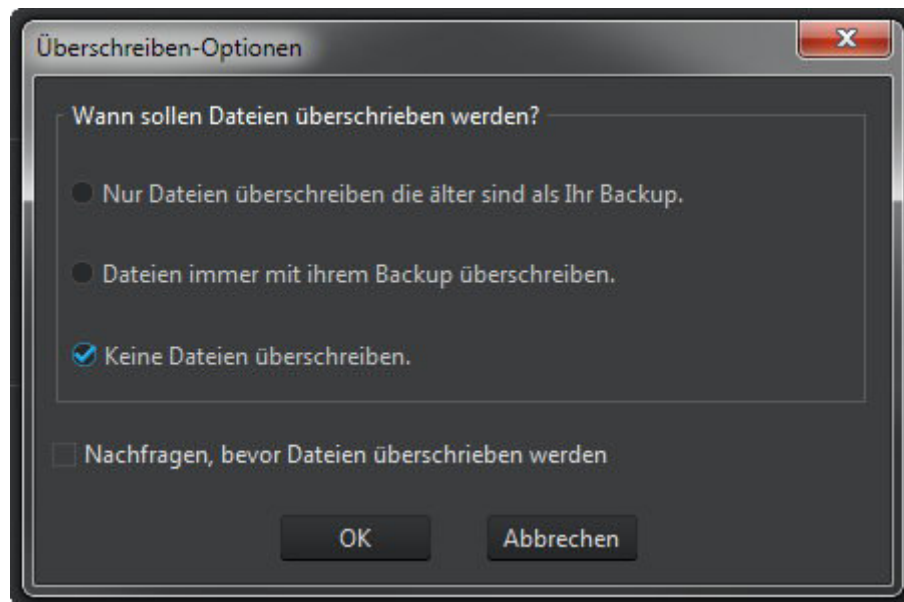 Überschreiben-Optionen
Wann sollen Dateien überschrieben werden?
Nur Dateien überschreiben die älter sind als Ihr Backup.
Dateien immer mit ihrem Backup überschreiben.
Keine Dateien überschreiben.
Nachfragen, bevor Dateien überschrieben werden
OK
Abbrechen